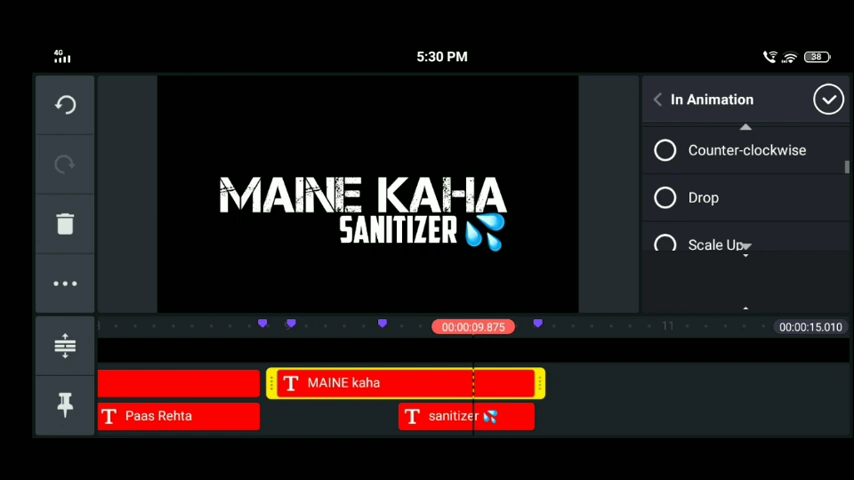 4G
5:30 PM
38
In Animation
Counter-clockwise
Drop
Scale Up
MAINE KAHA
SANITIZER 💦
00:00:09.875
11
00:00:15.010
T MAINE kaha
T Paas Rehta
T sanitizer 💦